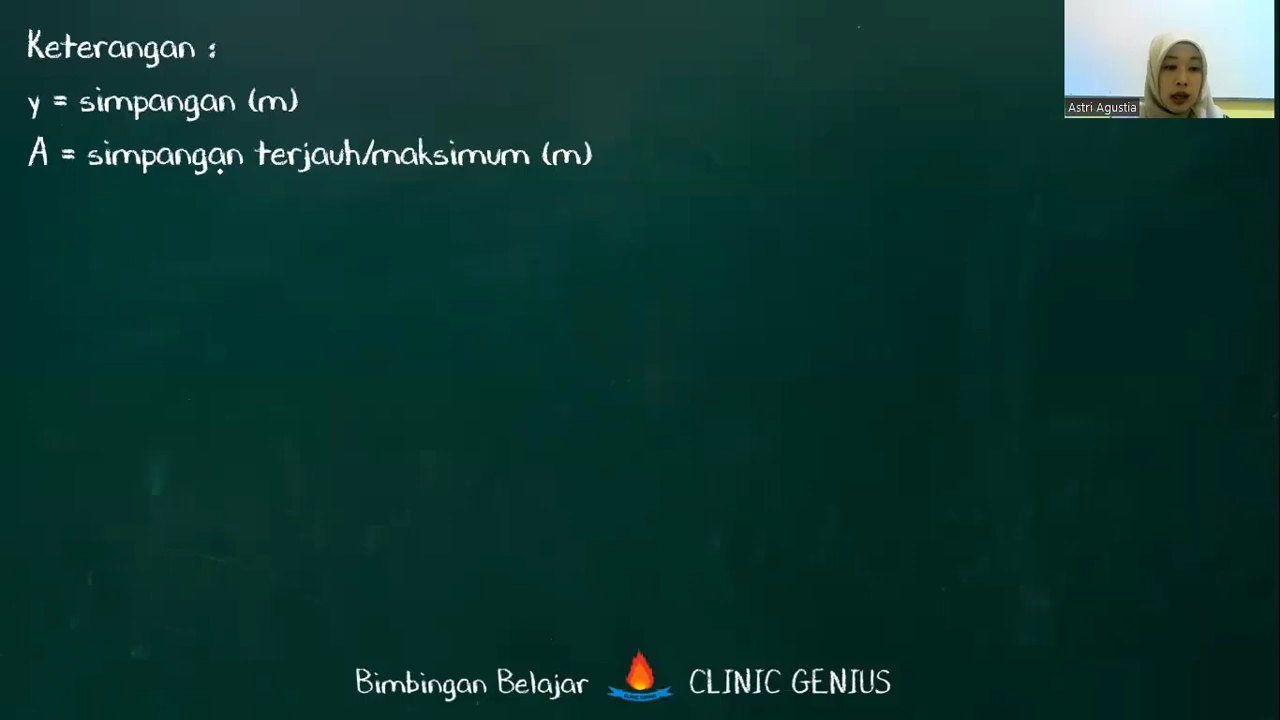 Keterangan :
y = simpangan (m)
A = simpangan terjauh/maksimum (m)
Astri Agustia
Bimbingan Belajar CLINIC GENIUS